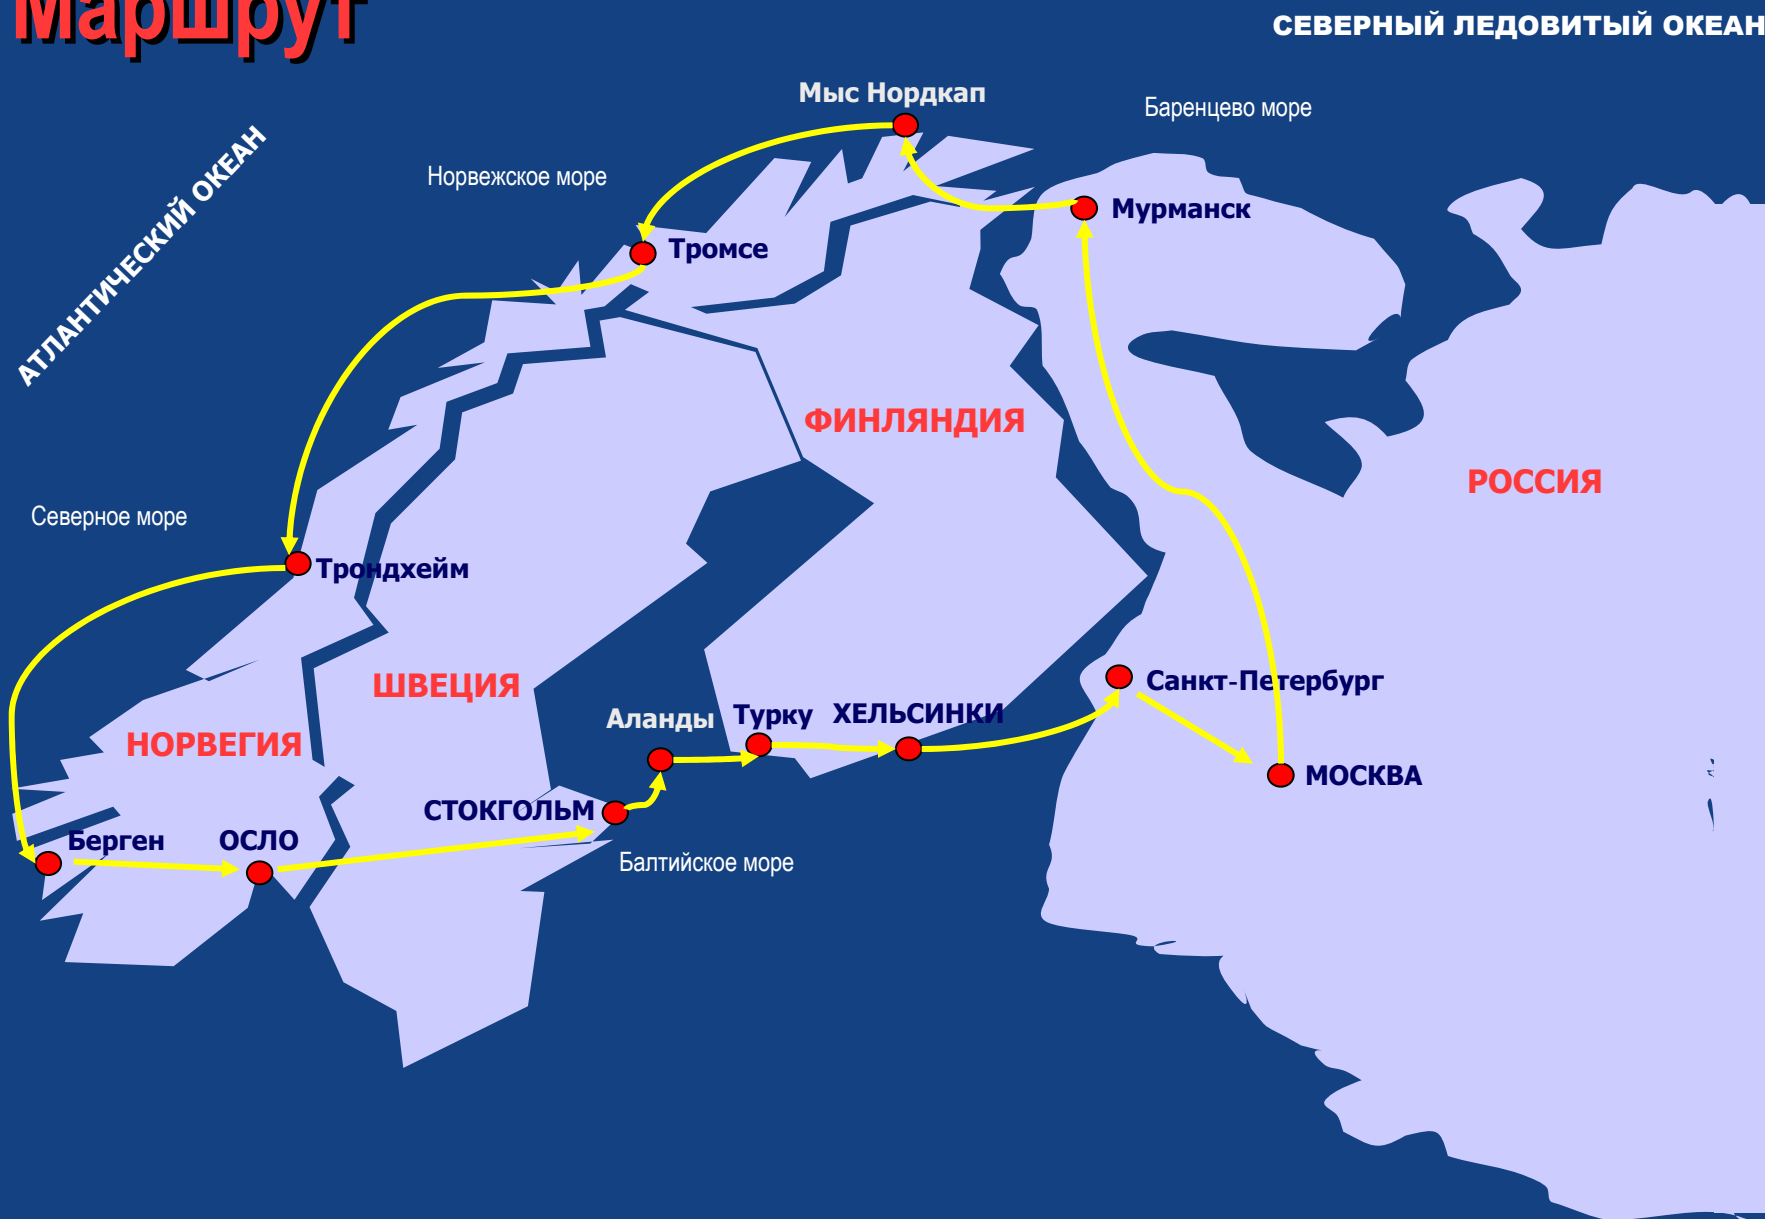 Маршрут
СЕВЕРНЫЙ ЛЕДОВИТЫЙ ОКЕАН
Мыс Нордкап
Баренцево море
АТЛАНТИЧЕСКИЙ ОКЕАН
Норвежское море
Мурманск
Тромсе
ФИНЛЯНДИЯ
РОССИЯ
Северное море
Трондхейм
Санкт-Петербург
ШВЕЦИЯ
Аланды
Турку
ХЕЛЬСИНКИ
НОРВЕГИЯ
МОСКВА
СТОКГОЛЬМ
Берген
ОСЛО
Балтийское море